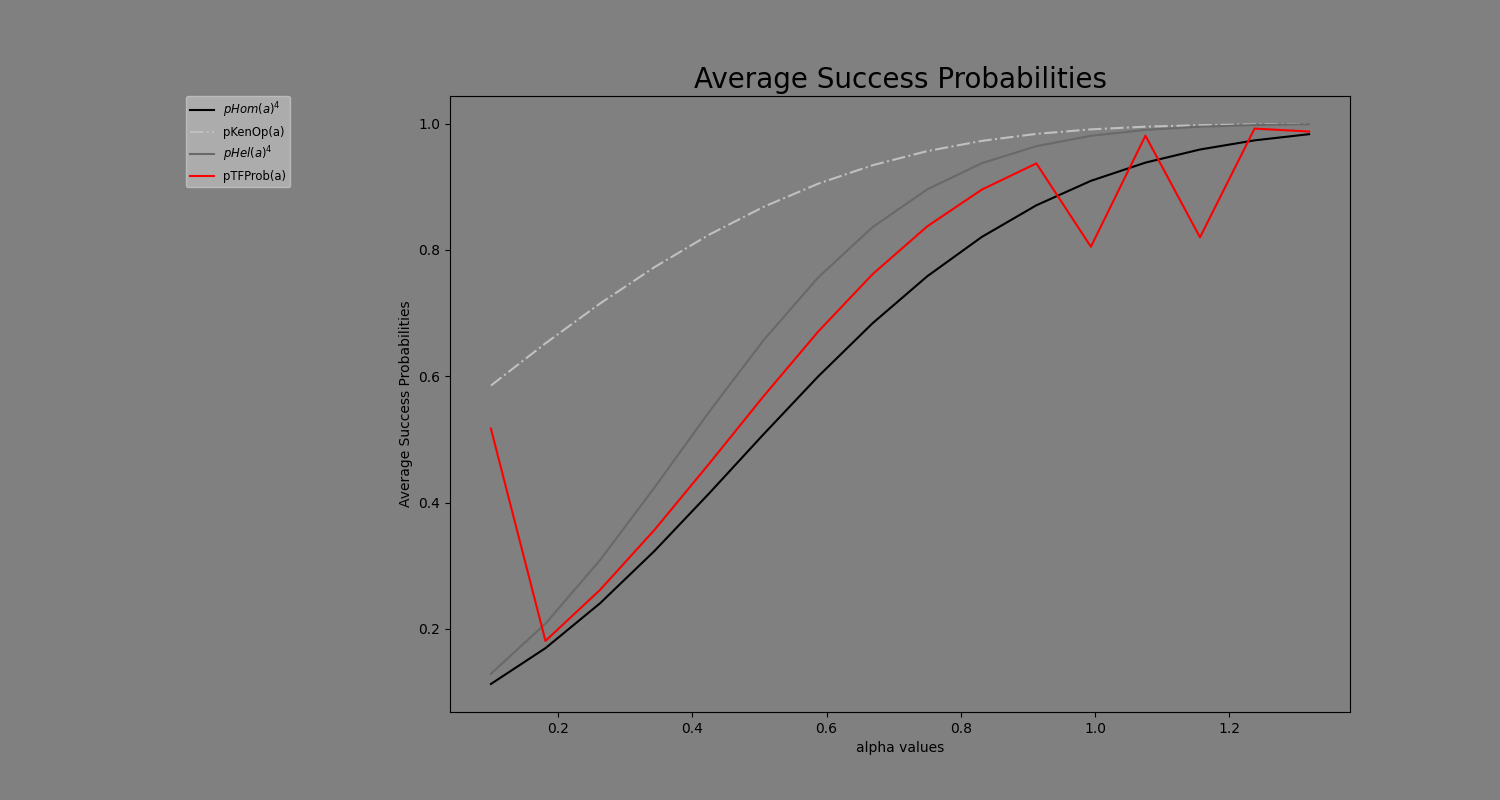 Average Success Probabilities
pHom(a)⁴
pKenOp(a)
pHel(a)⁴
pTFProb(a)
Average Success Probabilities
1.0
0.8
0.6
0.4
0.2
0.2 0.4 0.6 0.8 1.0 1.2
alpha values